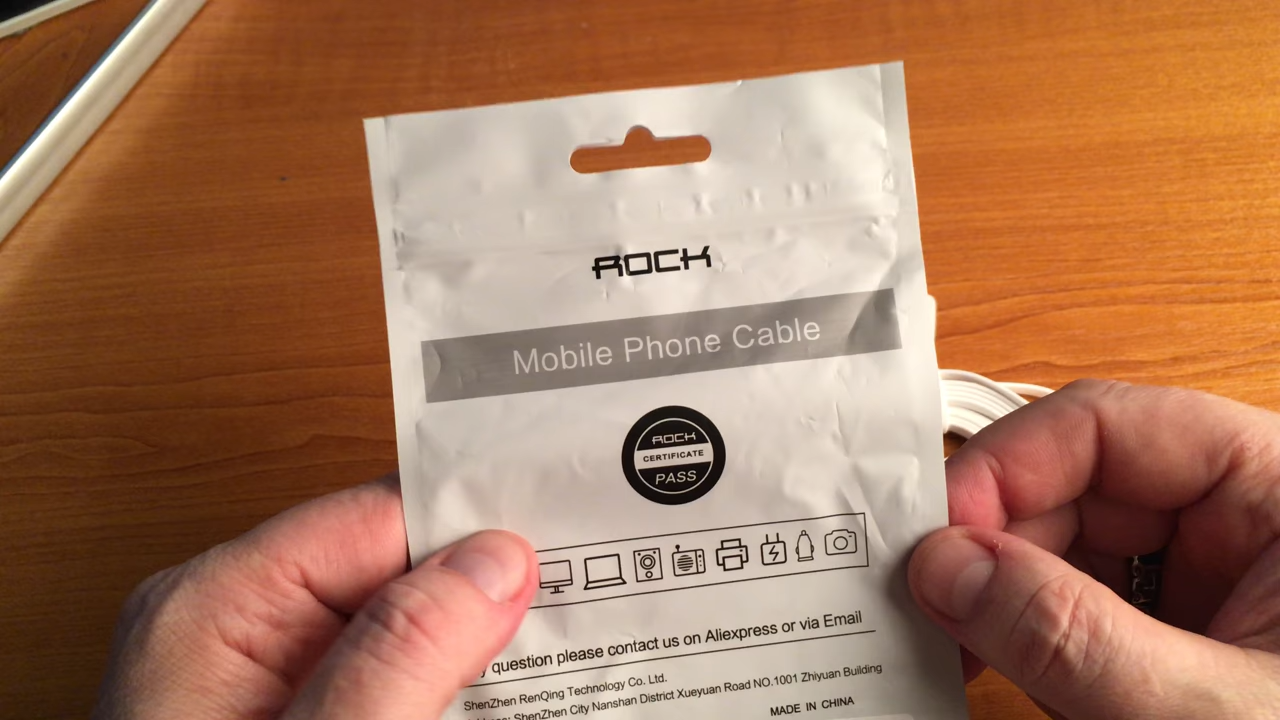 ROCK
Mobile Phone Cable
ROCK
CERTIFICATE
PASS
question please contact us on Aliexpress or via Email
ShenZhen RenQing Technology Co. Ltd.
ShenZhen City Nanshan District Xueyuan Road NO.1001 Zhiyuan Building
MADE IN CHINA